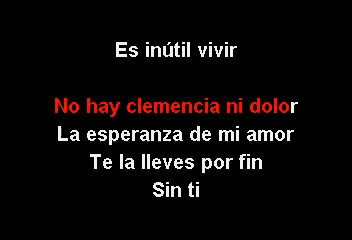 Es inútil vivir
No hay clemencia ni dolor
La esperanza de mi amor
Te la lleves por fin
Sin ti